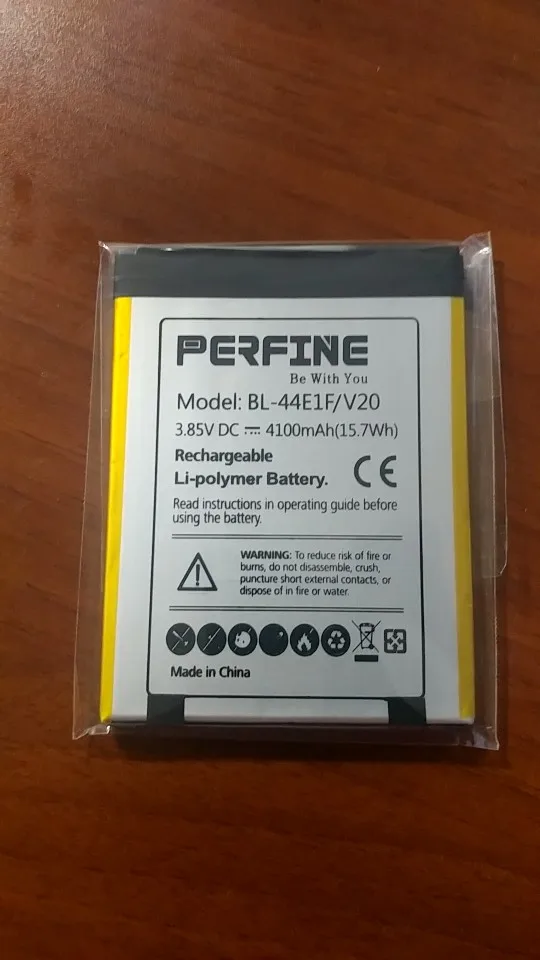 PERFINE
Be With You
Model: BL-44E1F/V20
3.85V DC ⎓ 4100mAh(15.7Wh)
Rechargeable
Li-polymer Battery.
CE
Read instructions in operating guide before
using the battery.
WARNING: To reduce risk of fire or
burns, do not disassemble, crush,
puncture short external contacts, or
dispose of in fire or water.
Made in China